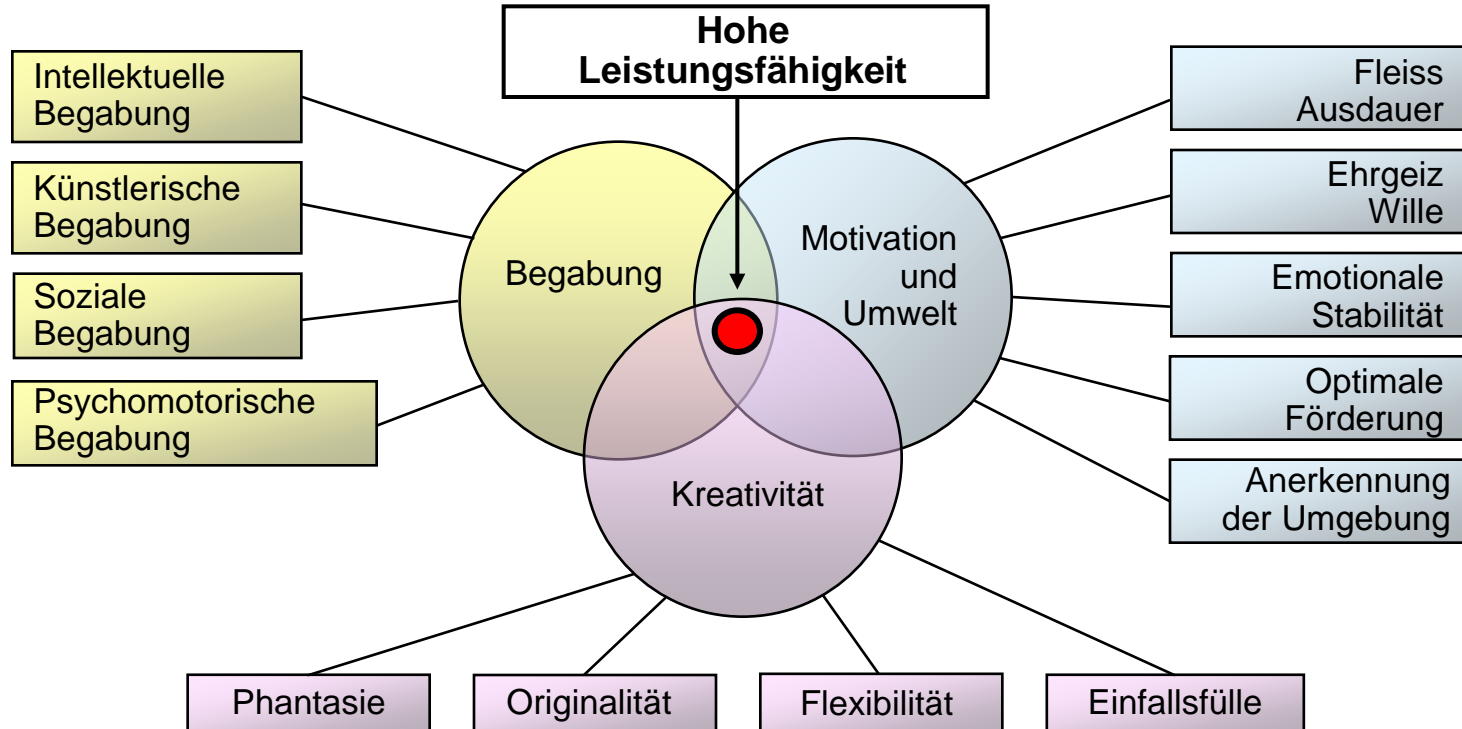 Hohe
Leistungsfähigkeit
Intellektuelle
Begabung
Künstlerische
Begabung
Soziale
Begabung
Psychomotorische
Begabung
Begabung
Motivation
und
Umwelt
Kreativität
Fleiss
Ausdauer
Ehrgeiz
Wille
Emotionale
Stabilität
Optimale
Förderung
Anerkennung
der Umgebung
Phantasie
Originalität
Flexibilität
Einfallsfülle